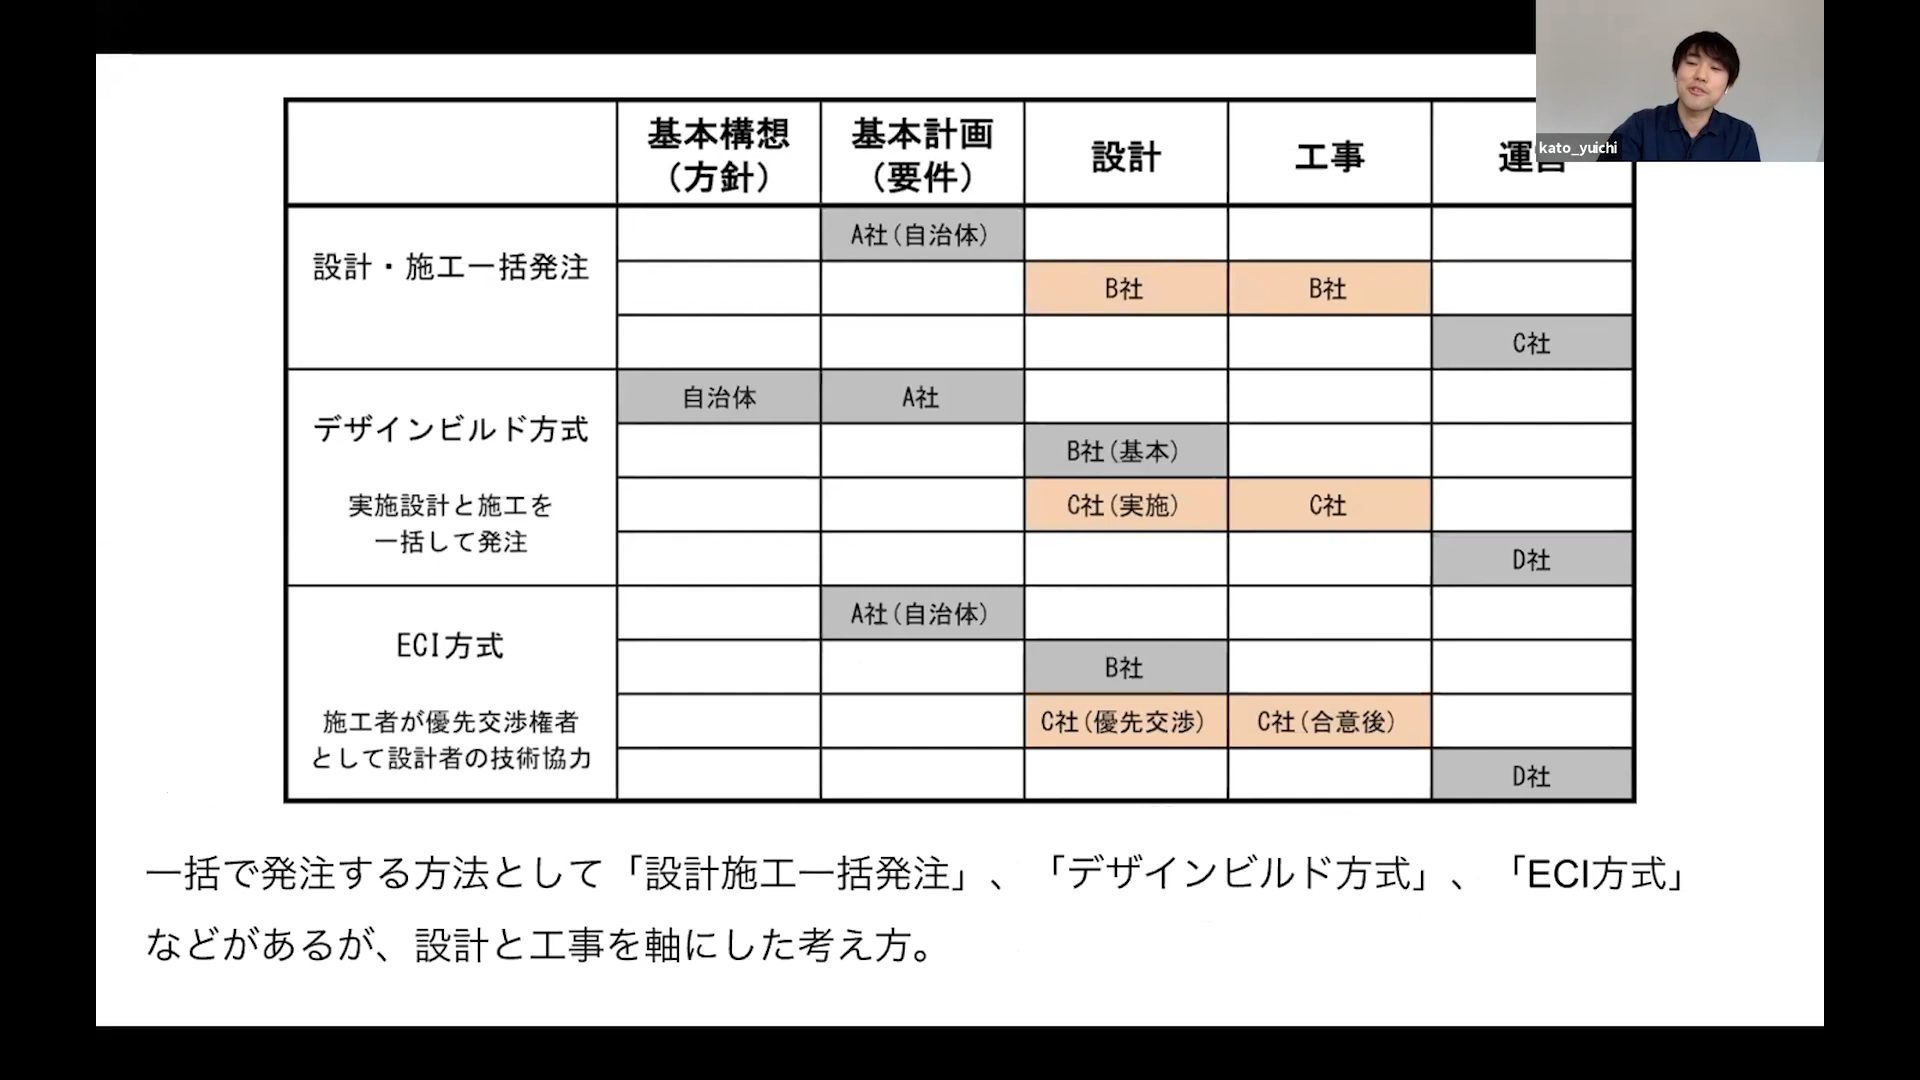 kato_yuichi
基本構想 基本計画 設計 工事
(方針) (要件)
設計・施工一括発注
A社(自治体)
B社 B社
C社
デザインビルド方式
実施設計と施工を
一括して発注
自治体 A社
B社(基本)
C社(実施) C社
D社
ECI方式
施工者が優先交渉権者
として設計者の技術協力
A社(自治体)
B社
C社(優先交渉) C社(合意後)
D社
一括で発注する方法として「設計施工一括発注」、「デザインビルド方式」、「ECI方式」
などがあるが、設計と工事を軸にした考え方。